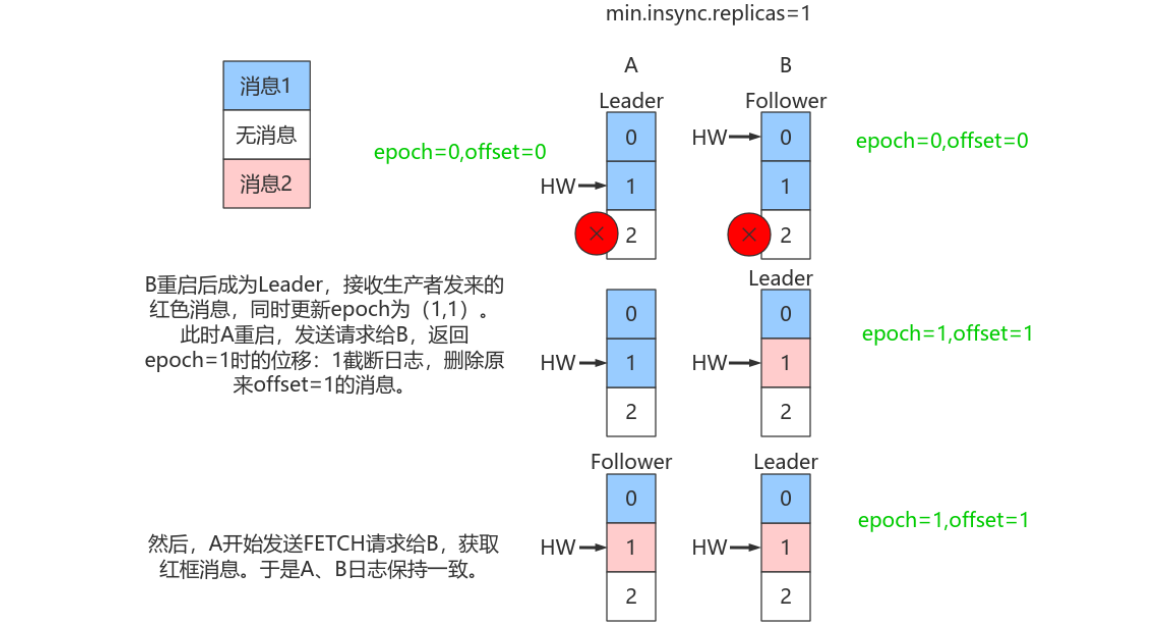 min.insync.replicas=1
A
B
消息1
无消息
消息2
Leader
Follower
epoch=0,offset=0
HW
0
1
2
HW
0
1
2
epoch=0,offset=0
B重启后成为Leader，接收生产者发来的
红色消息，同时更新epoch为（1,1）。
此时A重启，发送请求给B，返回
epoch=1时的位移：1截断日志，删除原
来offset=1的消息。
Leader
HW
0
1
2
HW
0
1
2
epoch=1,offset=1
然后，A开始发送FETCH请求给B，获取
红框消息。于是A、B日志保持一致。
Follower
Leader
HW
0
1
2
HW
0
1
2
epoch=1,offset=1